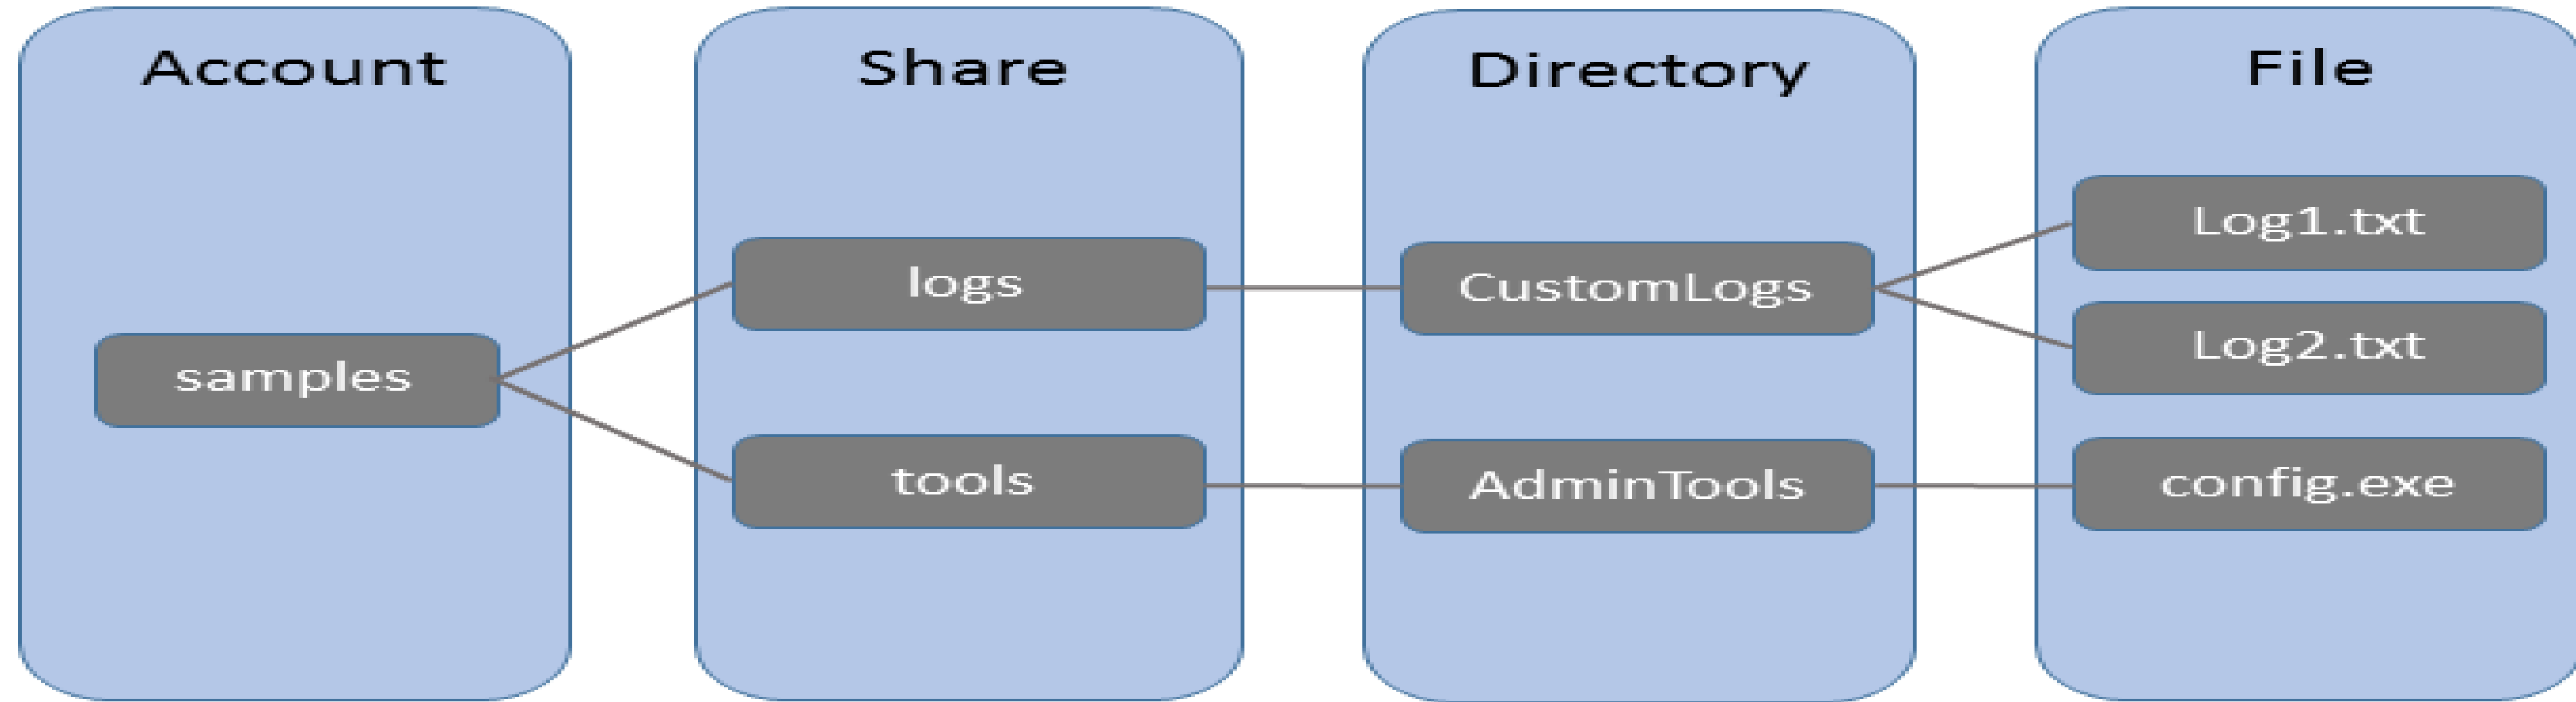 Account
Share
Directory
File
samples
logs
tools
CustomLogs
AdminTools
Log1.txt
Log2.txt
config.exe